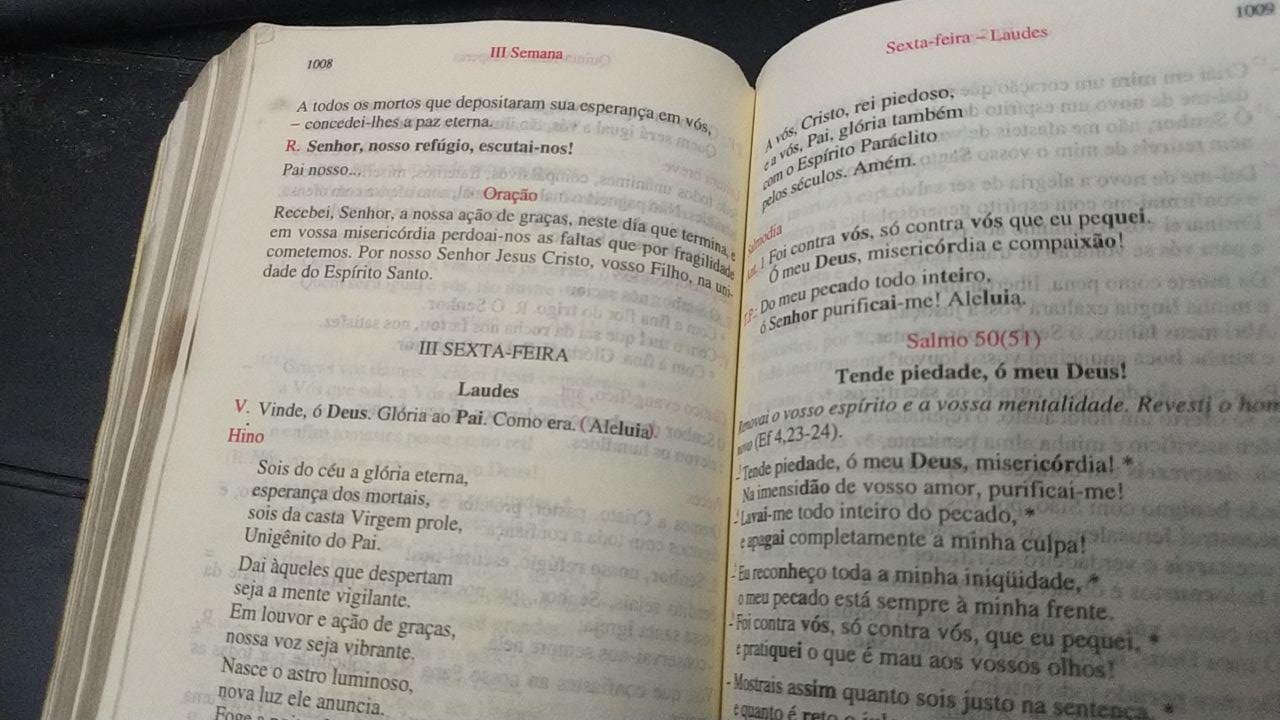 1008
III Semana
A todos os mortos que depositaram sua esperança em vós,
– concedei-lhes a paz eterna.
R. Senhor, nosso refúgio, escutai-nos!
Pai nosso...
Oração
Recebei, Senhor, a nossa ação de graças, neste dia que termina, e
em vossa misericórdia perdoai-nos as faltas que por fragilidade
cometemos. Por nosso Senhor Jesus Cristo, vosso Filho, na uni-
dade do Espírito Santo.
III SEXTA-FEIRA
Laudes
V. Vinde, ó Deus. Glória ao Pai. Como era. (Aleluia).
Hino
Sois do céu a glória eterna,
esperança dos mortais,
sois da casta Virgem prole,
Unigênito do Pai.
Dai àqueles que despertam
seja a mente vigilante.
Em louvor e ação de graças,
nossa voz seja vibrante.
Nasce o astro luminoso,
nova luz ele anuncia.
Foge a
Sexta-feira – Laudes
1009
A vós, Cristo, rei piedoso,
e a vós, Pai, glória também
com o Espírito Paráclito
pelos séculos. Amém.
Salmodia
Ant. 1 Foi contra vós, só contra vós que eu pequei.
Ó meu Deus, misericórdia e compaixão!
T.P.: Do meu pecado todo inteiro,
ó Senhor purificai-me! Aleluia.
Salmo 50(51)
Tende piedade, ó meu Deus!
Renovai o vosso espírito e a vossa mentalidade. Revesti o
novo (Ef 4,23-24).
– Tende piedade, ó meu Deus, misericórdia! *
Na imensidão de vosso amor, purificai-me!
– Lavai-me todo inteiro do pecado, *
e apagai completamente a minha culpa!
– Eu reconheço toda a minha iniqüidade, *
o meu pecado está sempre à minha frente.
– Foi contra vós, só contra vós, que eu pequei, *
e pratiquei o que é mau aos vossos olhos!
– Mostrais assim quanto sois justo na sentença, *
e quanto é reto o